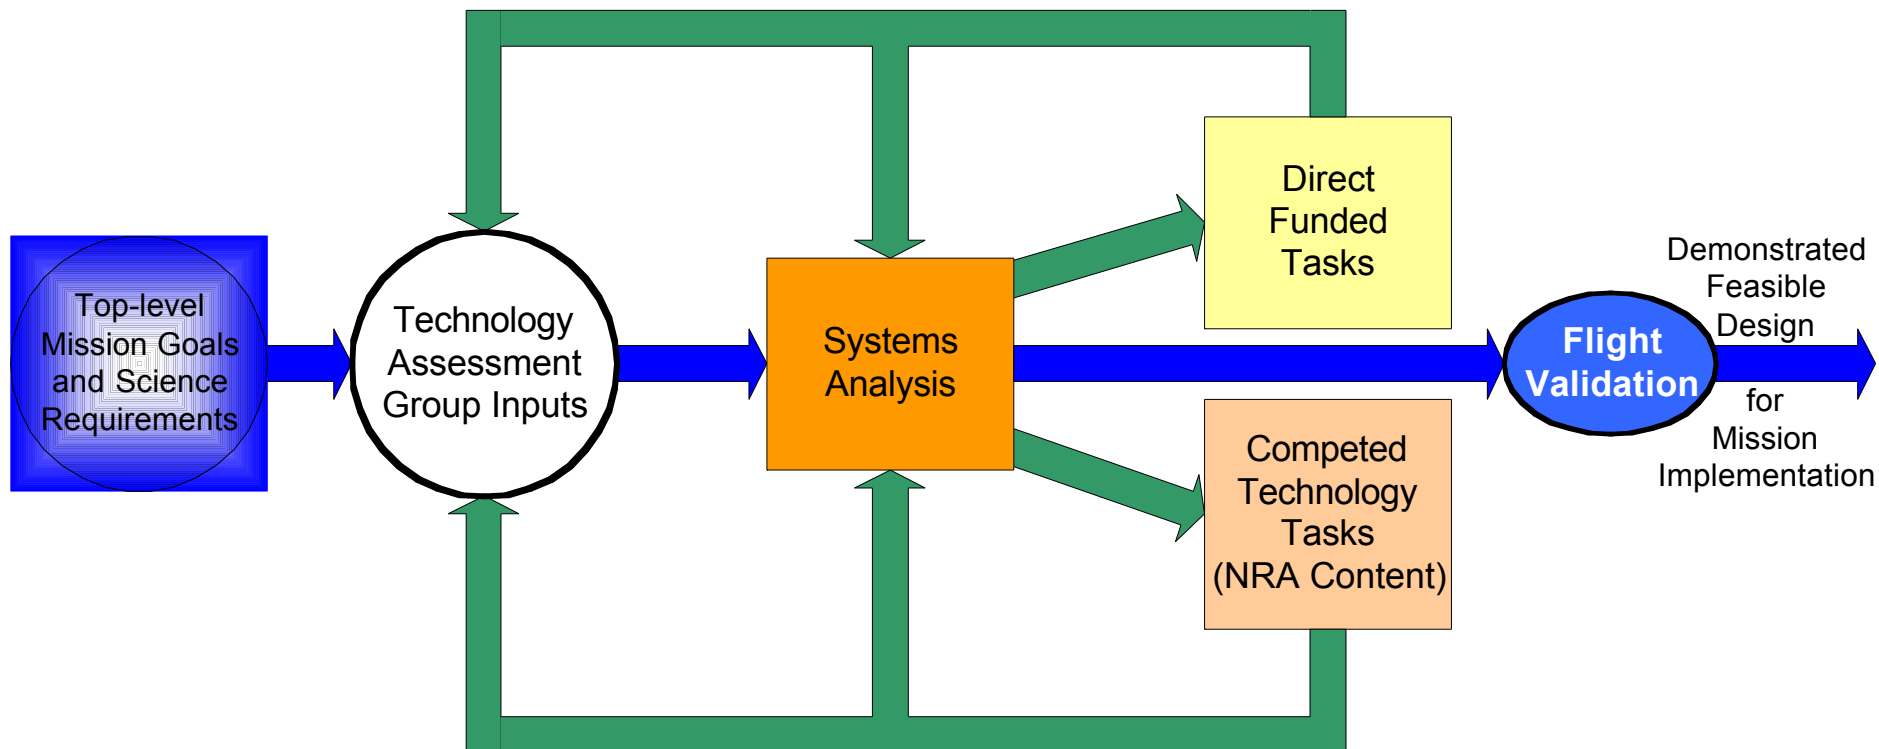 Top-level
Mission Goals
and Science
Requirements
Technology
Assessment
Group Inputs
Systems
Analysis
Direct
Funded
Tasks
Competed
Technology
Tasks
(NRA Content)
Flight
Validation
Demonstrated
Feasible
Design
for
Mission
Implementation